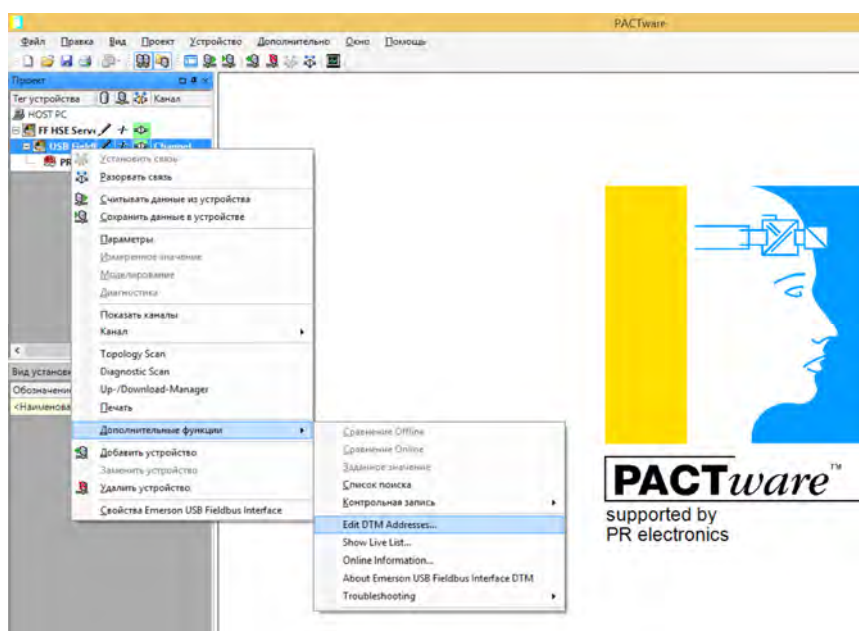 PACTware
Файл Правка Вид Проект Устройство Дополнительно Окно Помощь
Проект
Тег устройства Канал
HOST PC
FF HSE Serve
USB Fieldb Channel
PR
Установить связь
Разорвать связь
Считывать данные из устройства
Сохранить данные в устройстве
Параметры
Измеренное значение
Моделирование
Диагностика
Показать каналы
Канал
Topology Scan
Diagnostic Scan
Up-/Download-Manager
Печать
Дополнительные функции
Добавить устройство
Заменить устройство
Удалить устройство
Свойства Emerson USB Fieldbus Interface
Вид установк
Обозначение
<Наименова
Сравнение Offline
Сравнение Online
Заданное значение
Список поиска
Контрольная запись
Edit DTM Addresses...
Show Live List...
Online Information...
About Emerson USB Fieldbus Interface DTM
Troubleshooting
PACTware™
supported by
PR electronics